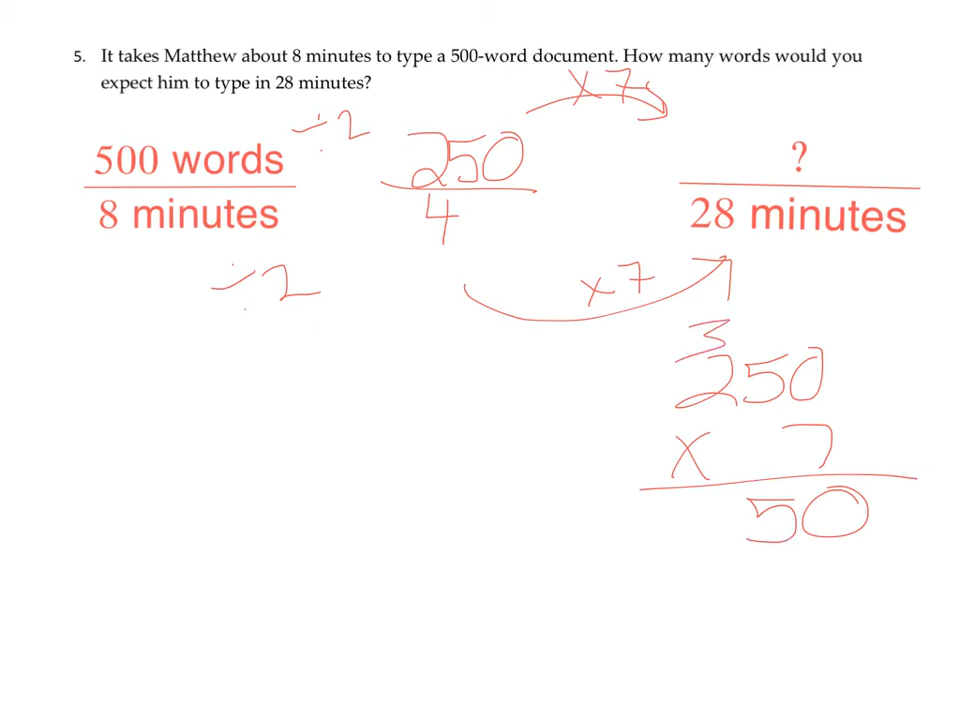 5. It takes Matthew about 8 minutes to type a 500-word document. How many words would you
expect him to type in 28 minutes?
x7
÷2
500 words
8 minutes
250
4
?
28 minutes
÷2
x7
3
250
x 7
50